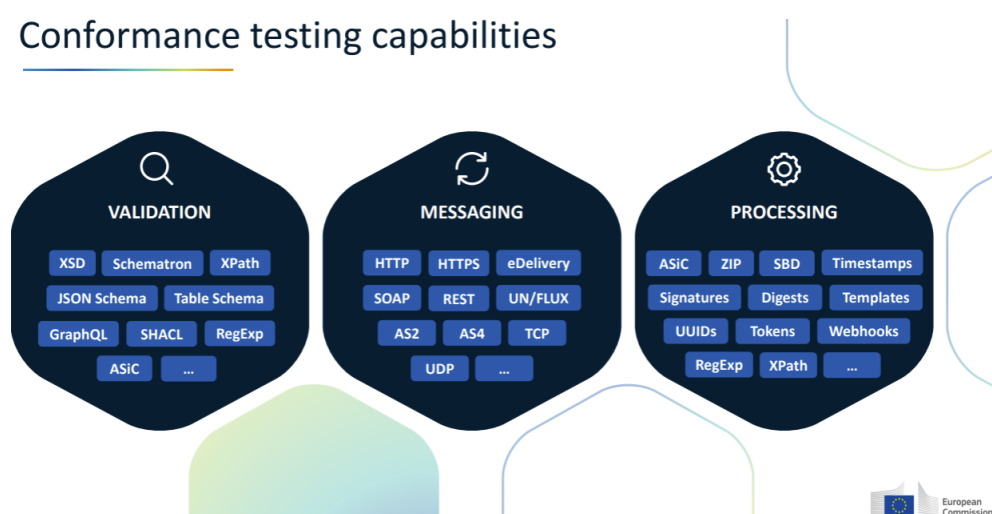 Conformance testing capabilities
VALIDATION
XSD Schematron XPath
JSON Schema Table Schema
GraphQL SHACL RegExp
ASiC ...
MESSAGING
HTTP HTTPS eDelivery
SOAP REST UN/FLUX
AS2 AS4 TCP
UDP ...
PROCESSING
ASiC ZIP SBD Timestamps
Signatures Digests Templates
UUIDs Tokens Webhooks
RegExp XPath ...
European
Commission